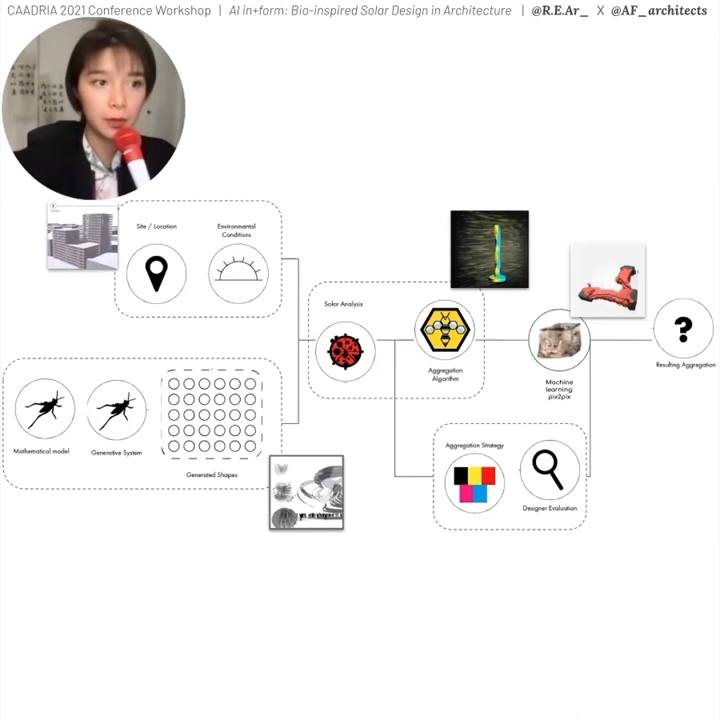 CAADRIA 2021 Conference Workshop | AI in+form: Bio-inspired Solar Design in Architecture | @R.E.Ar_ X @AF_architects
Site / Location
Environmental
Conditions
Solar Analysis
Aggregation
Algorithm
Machine
learning:
pix2pix
?
Resulting Aggregation
Mathematical model
Generative System
Generated Shapes
Aggregation Strategy
Designer Evaluation